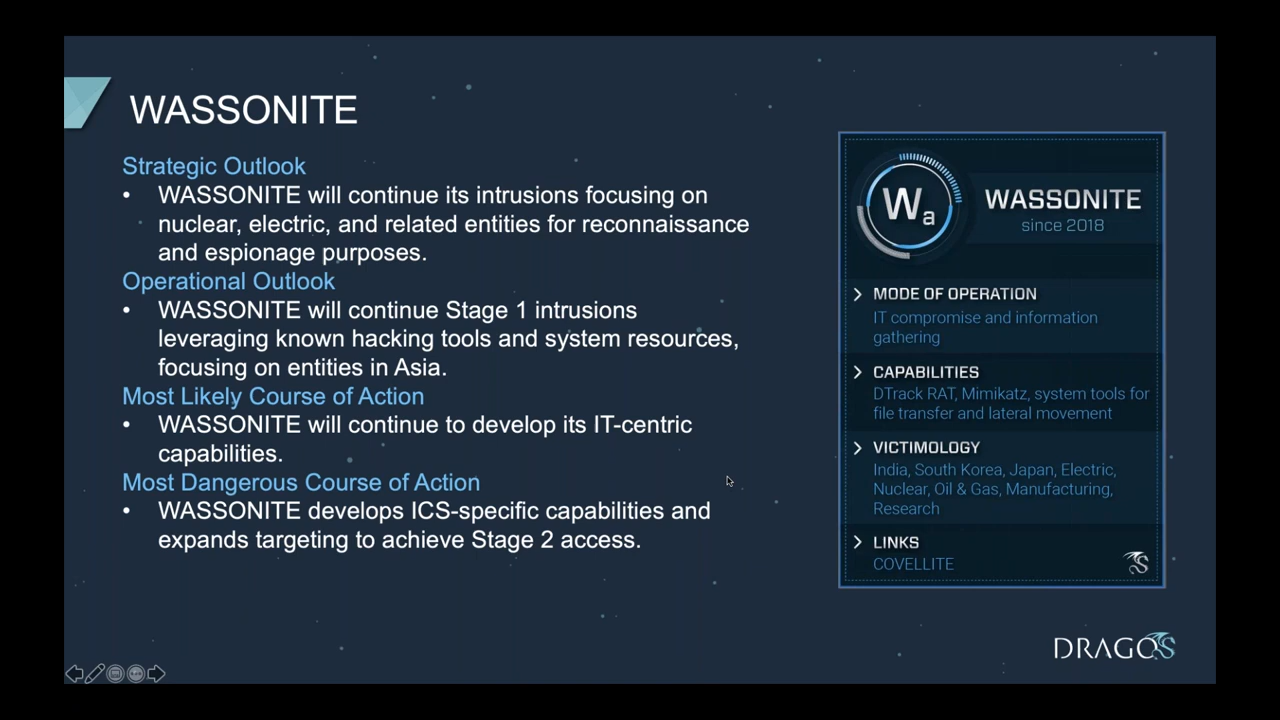 WASSONITE
Strategic Outlook
• WASSONITE will continue its intrusions focusing on
nuclear, electric, and related entities for reconnaissance
and espionage purposes.
Operational Outlook
• WASSONITE will continue Stage 1 intrusions
leveraging known hacking tools and system resources,
focusing on entities in Asia.
Most Likely Course of Action
• WASSONITE will continue to develop its IT-centric
capabilities.
Most Dangerous Course of Action
• WASSONITE develops ICS-specific capabilities and
expands targeting to achieve Stage 2 access.
Wa
WASSONITE
since 2018
MODE OF OPERATION
IT compromise and information
gathering
CAPABILITIES
DTrack RAT, Mimikatz, system tools for
file transfer and lateral movement
VICTIMOLOGY
India, South Korea, Japan, Electric,
Nuclear, Oil & Gas, Manufacturing,
Research
LINKS
COVELLITE
DRAGOS